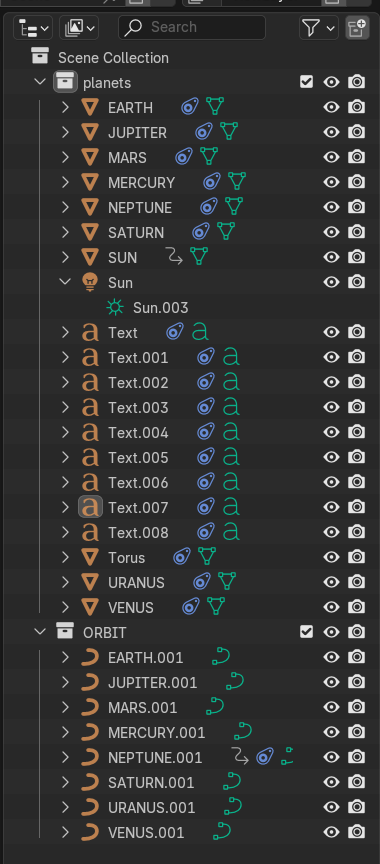 Search
Scene Collection
planets
EARTH
JUPITER
MARS
MERCURY
NEPTUNE
SATURN
SUN
Sun
Sun.003
Text
Text.001
Text.002
Text.003
Text.004
Text.005
Text.006
Text.007
Text.008
Torus
URANUS
VENUS
ORBIT
EARTH.001
JUPITER.001
MARS.001
MERCURY.001
NEPTUNE.001
SATURN.001
URANUS.001
VENUS.001